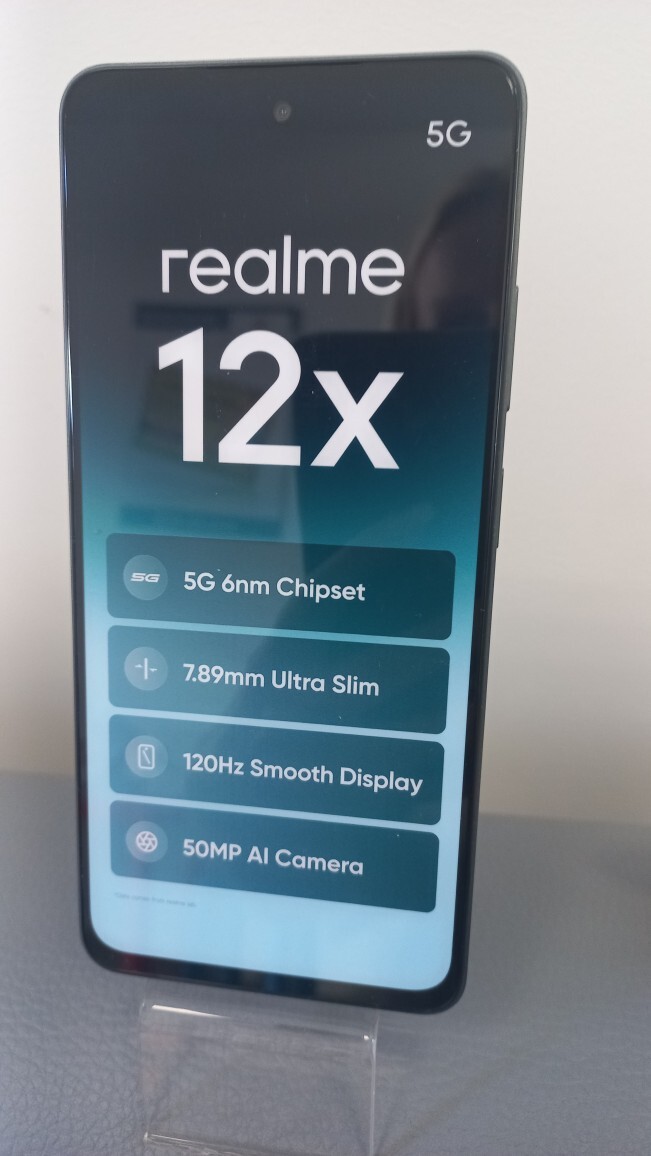 5G
realme
12x
5G 5G 6nm Chipset
7.89mm Ultra Slim
120Hz Smooth Display
50MP AI Camera